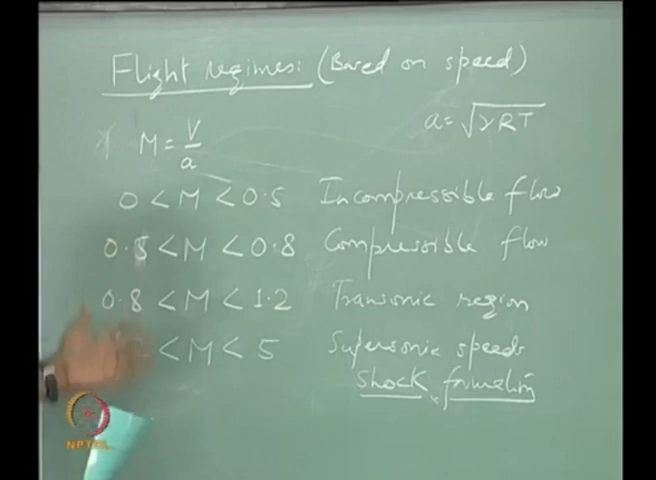 Flight regimes: (Based on speed)
M = V/a
a = √γRT
0 < M < 0.5 Incompressible flow
0.5 < M < 0.8 Compressible flow
0.8 < M < 1.2 Transonic region
2 < M < 5 Supersonic speeds
Shock formation
NPTEL